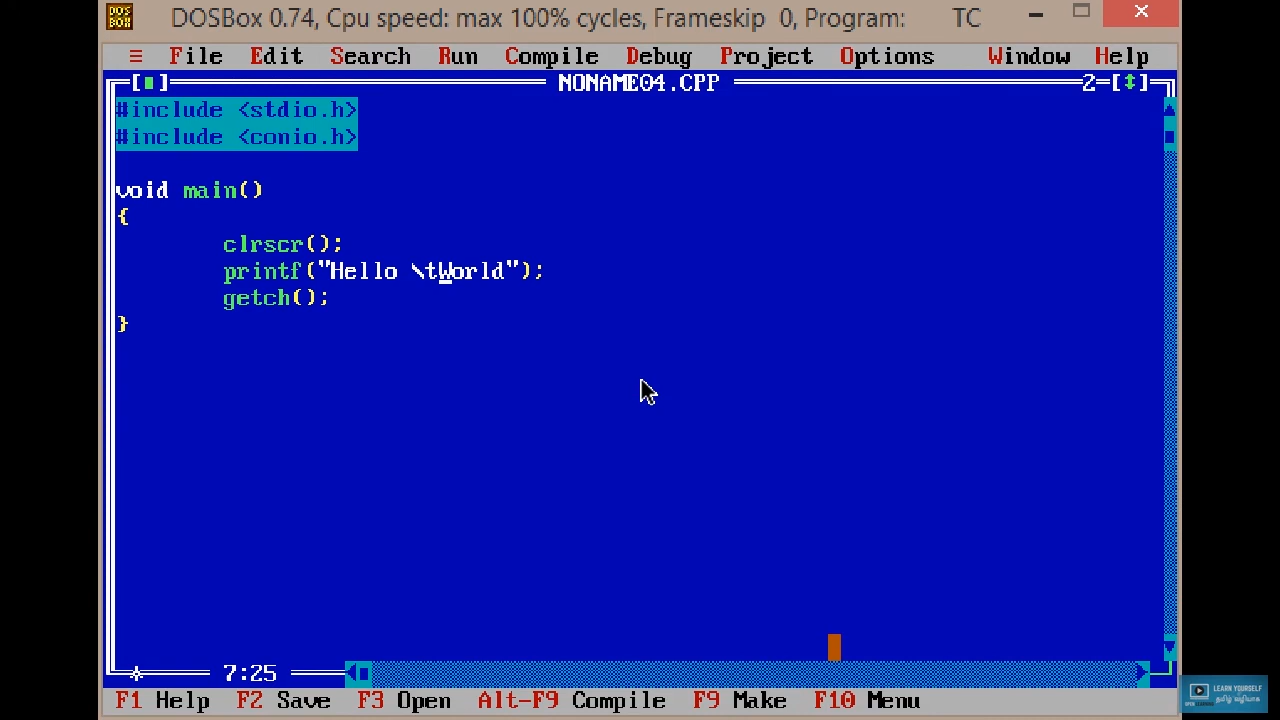 DOSBox 0.74, Cpu speed: max 100% cycles, Frameskip 0, Program: TC
≡ File Edit Search Run Compile Debug Project Options Window Help
NONAME04.CPP 2
#include <stdio.h>
#include <conio.h>
void main()
{
clrscr();
printf("Hello \tWorld");
getch();
}
7:25
F1 Help F2 Save F3 Open Alt-F9 Compile F9 Make F10 Menu
LEARN YOURSELF